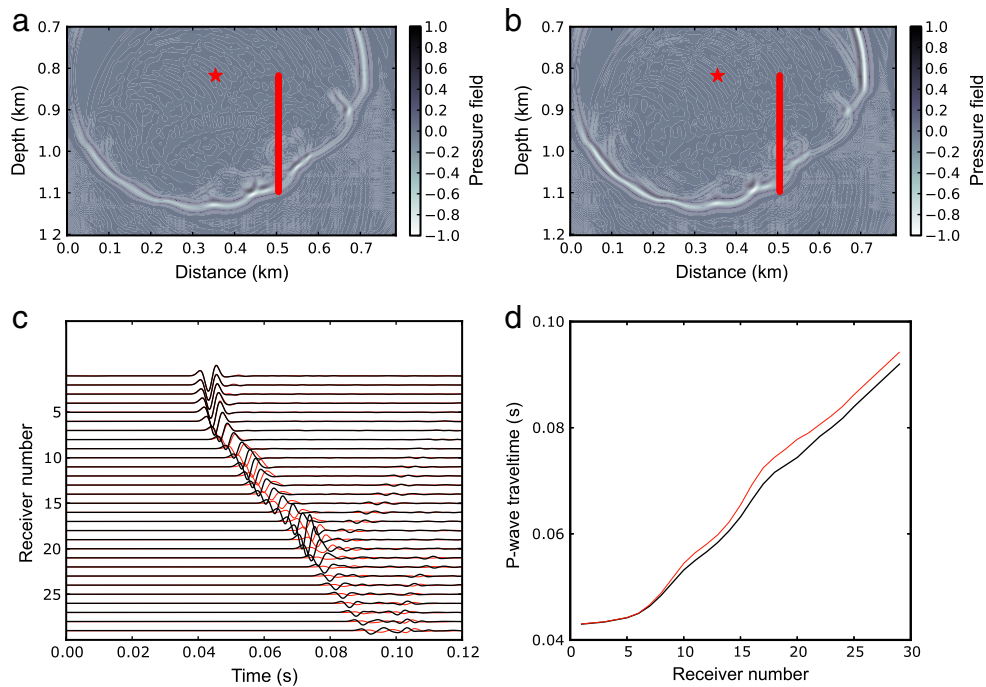 a
0.7
0.8
0.9
1.0
1.1
1.2
Depth (km)
0.0 0.1 0.2 0.3 0.4 0.5 0.6 0.7
Distance (km)
1.0
0.8
0.6
0.4
0.2
0.0
−0.2
−0.4
−0.6
−0.8
−1.0
Pressure field
b
0.7
0.8
0.9
1.0
1.1
1.2
Depth (km)
0.0 0.1 0.2 0.3 0.4 0.5 0.6 0.7
Distance (km)
1.0
0.8
0.6
0.4
0.2
0.0
−0.2
−0.4
−0.6
−0.8
−1.0
Pressure field
c
5
10
15
20
25
Receiver number
0.00 0.02 0.04 0.06 0.08 0.10 0.12
Time (s)
d
0.10
0.08
0.06
0.04
P-wave traveltime (s)
0 5 10 15 20 25 30
Receiver number